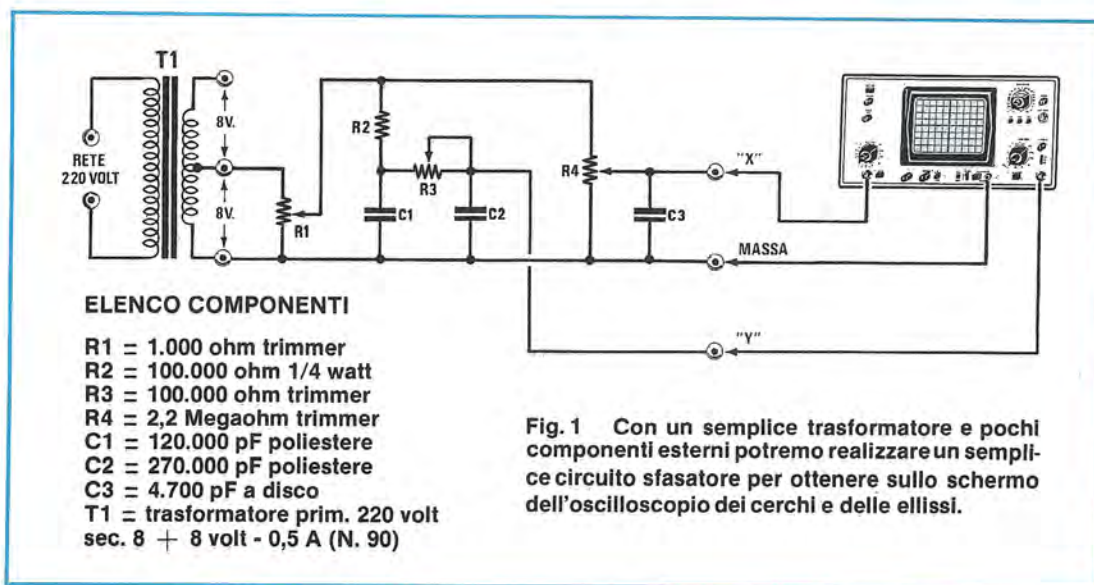 T1
8V.
8V.
RETE
220 VOLT
R1
R2
R3
C1
C2
R4
C3
"X"
MASSA
"Y"
ELENCO COMPONENTI
R1 = 1.000 ohm trimmer
R2 = 100.000 ohm 1/4 watt
R3 = 100.000 ohm trimmer
R4 = 2,2 Megaohm trimmer
C1 = 120.000 pF poliestere
C2 = 270.000 pF poliestere
C3 = 4.700 pF a disco
T1 = trasformatore prim. 220 volt
sec. 8 + 8 volt - 0,5 A (N. 90)
Fig. 1 Con un semplice trasformatore e pochi
componenti esterni potremo realizzare un sempli-
ce circuito sfasatore per ottenere sullo schermo
dell'oscilloscopio dei cerchi e delle ellissi.